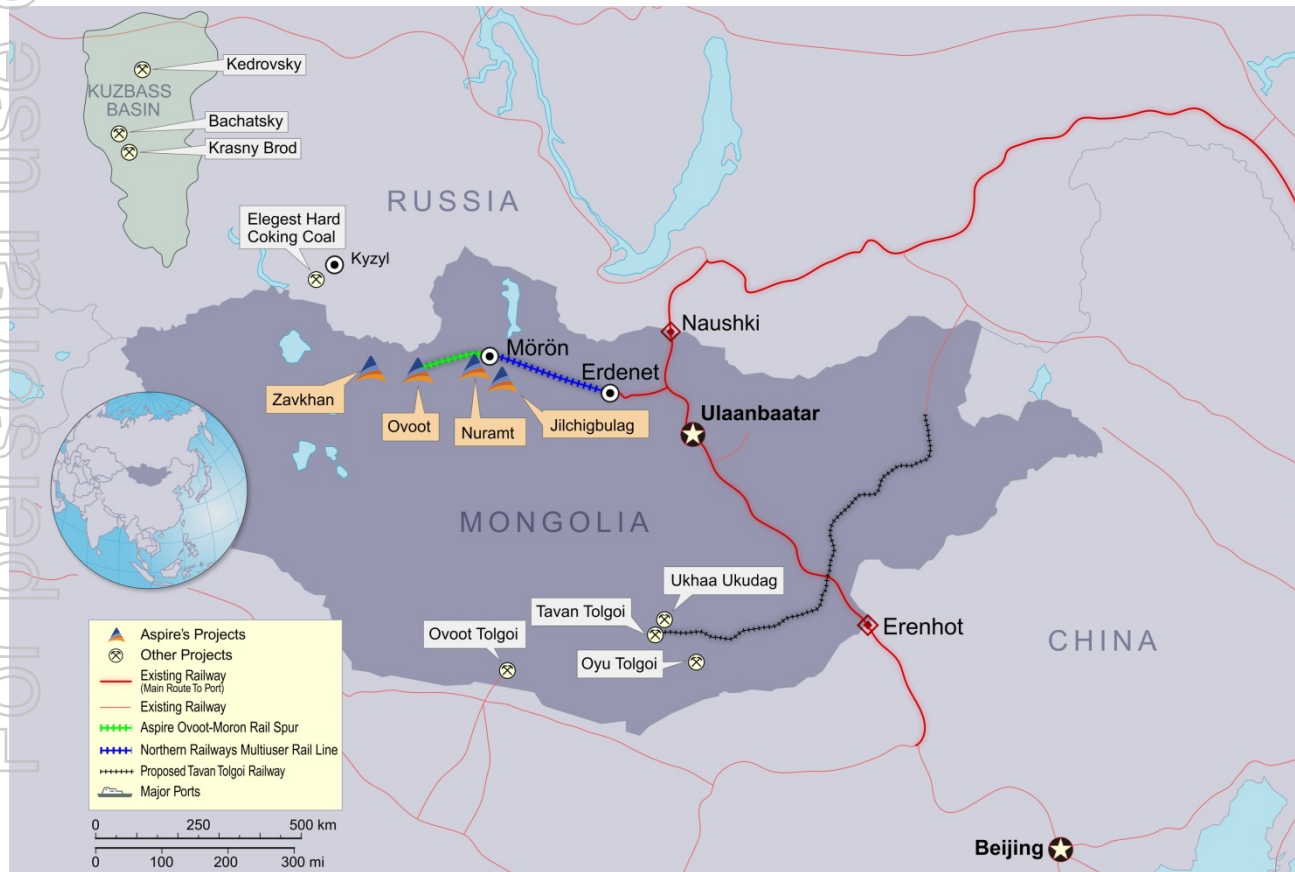 For personal use o
Kedrovsky
KUZBASS
BASIN
Bachatsky
Krasny Brod
RUSSIA
Elegest Hard
Coking Coal
Kyzyl
Naushki
Mörön
Erdenet
Zavkhan
Ovoot
Nuramt
Jilchigbulag
Ulaanbaatar
MONGOLIA
Ukhaa Ukudag
Tavan Tolgoi
Ovoot Tolgoi
Oyu Tolgoi
Erenhot
CHINA
Beijing
Aspire's Projects
Other Projects
Existing Railway
(Main Route To Port)
Existing Railway
Aspire Ovoot-Moron Rail Spur
Northern Railways Multiuser Rail Line
Proposed Tavan Tolgoi Railway
Major Ports
0 250 500 km
0 100 200 300 mi